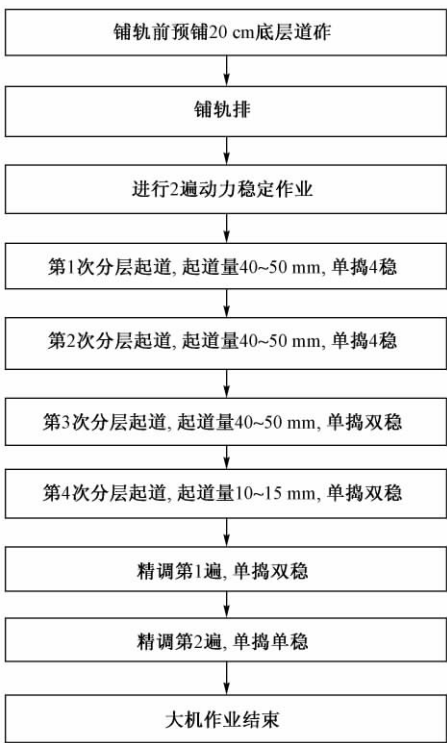 铺轨前预铺20 cm底层道砟
铺轨排
进行2遍动力稳定作业
第1次分层起道, 起道量40~50 mm, 单捣4稳
第2次分层起道, 起道量40~50 mm, 单捣4稳
第3次分层起道, 起道量40~50 mm, 单捣双稳
第4次分层起道, 起道量10~15 mm, 单捣双稳
精调第1遍, 单捣双稳
精调第2遍, 单捣单稳
大机作业结束